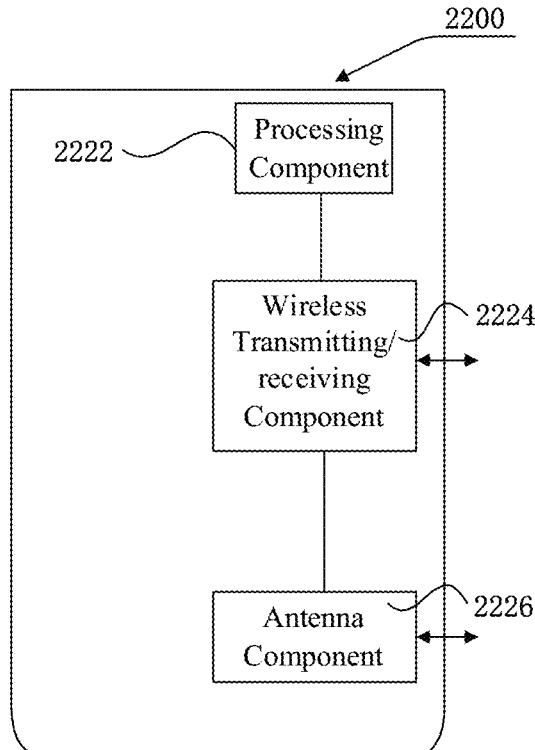 2200
Processing
Component
2222
Wireless
Transmitting/
receiving
Component
2224
Antenna
Component
2226